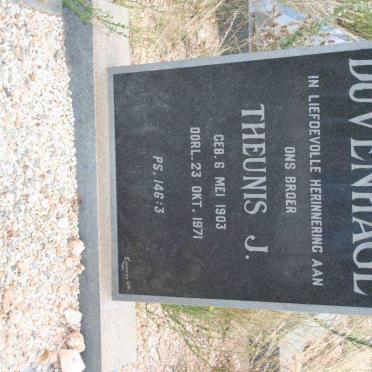 DUVENHAGE
IN LIEFDEVOLLE HERINNERING AAN
ONS BROER
THEUNIS J.
GEB. 6 MEI 1903
OORL. 23 OKT. 1971
PS. 146:3